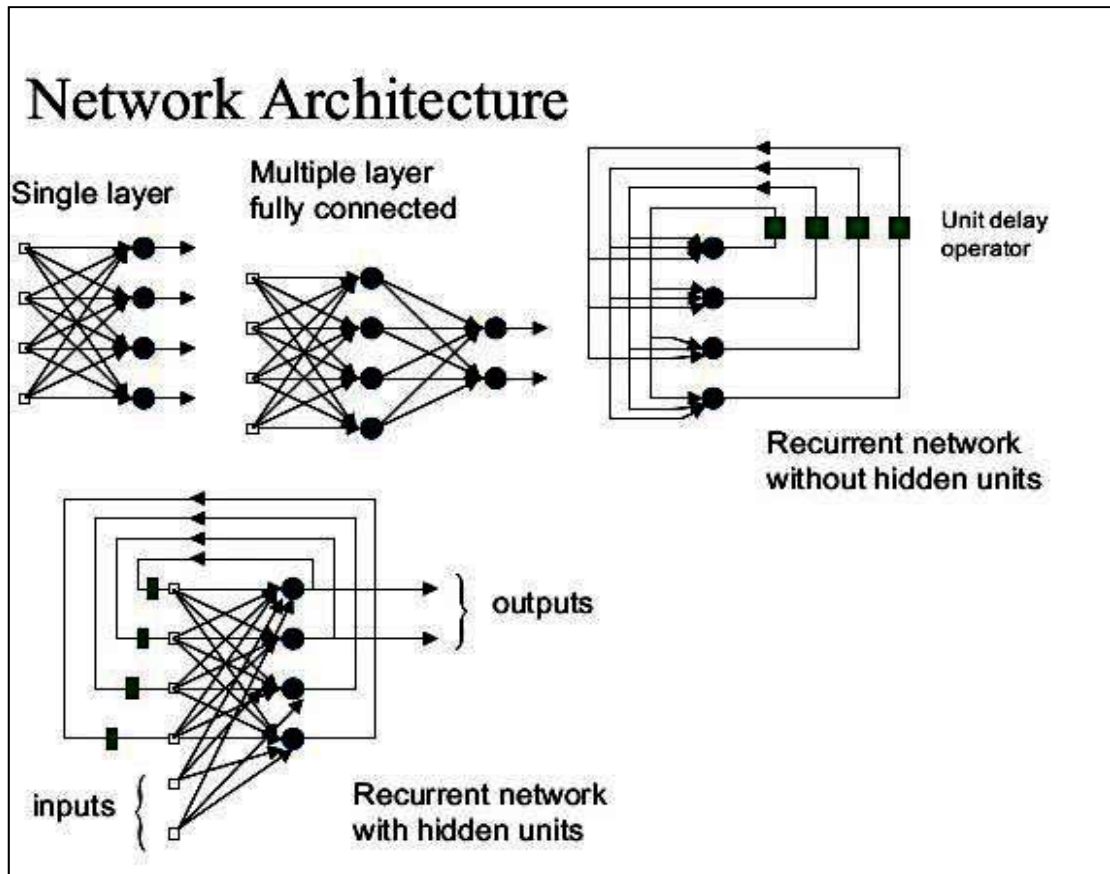 Network Architecture
Single layer
Multiple layer
fully connected
Unit delay
operator
Recurrent network
without hidden units
outputs
inputs
Recurrent network
with hidden units